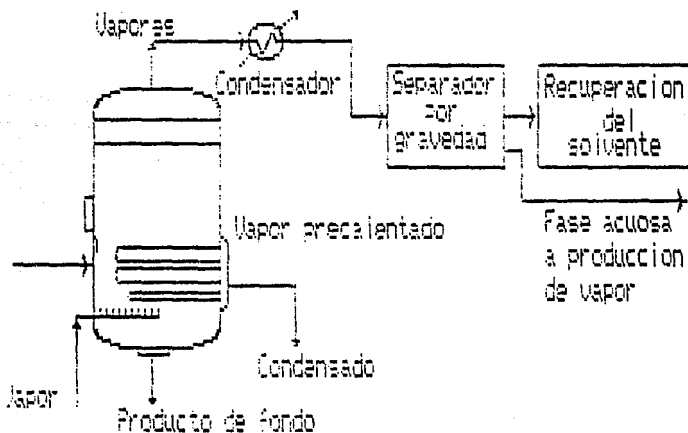 Vapores
Condensador
Separador
por
gravedad
Recuperacion
del
solvente
Vapor precalentado
Fase acuosa
a produccion
de vapor
Condensado
Vapor
Producto de fondo